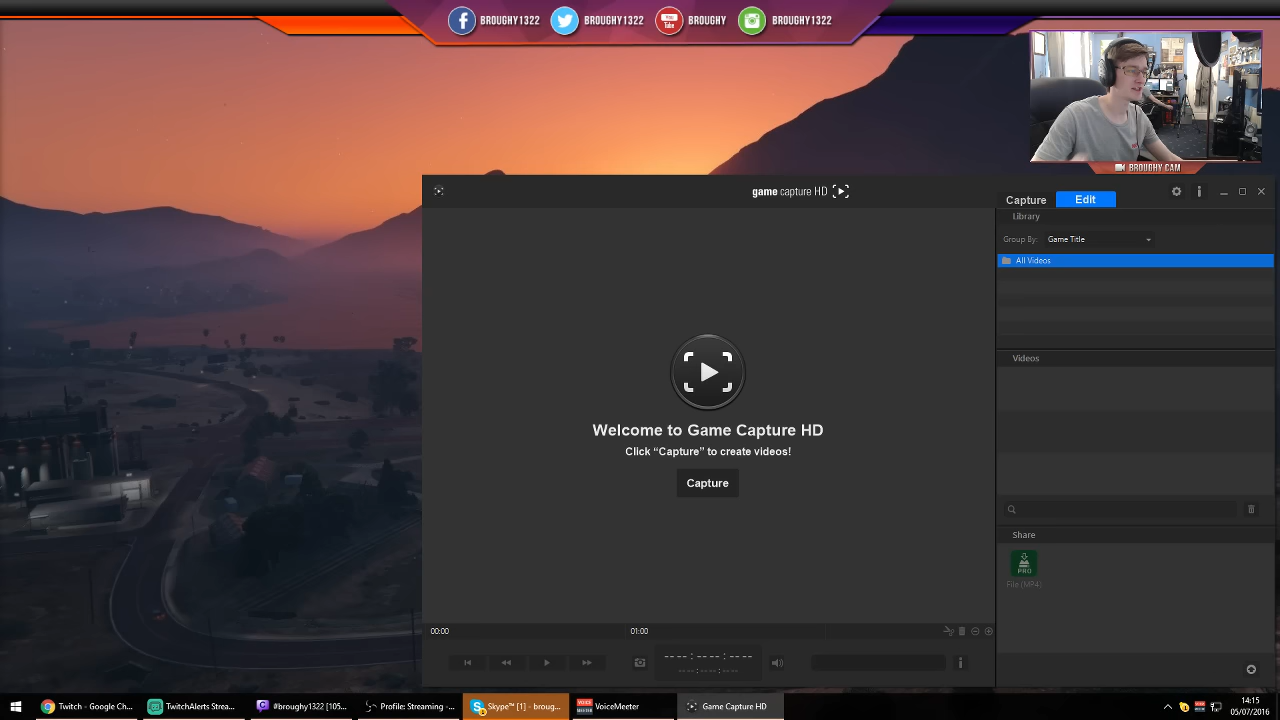 BROUGHY1322 BROUGHY1322 BROUGHY BROUGHY1322
BROUGHY CAM
game capture HD
Capture Edit
Library
Group By: Game Title
All Videos
Welcome to Game Capture HD
Click “Capture” to create videos!
Capture
Videos
Share
PRO
File (MP4)
00:00 01:00
-- -- : -- -- : -- --
-- -- : -- -- : -- --
Twitch - Google Ch... TwitchAlerts Strea... #broughy1322 [105... Profile: Streaming -... Skype™ [1] - broug... VoiceMeeter Game Capture HD
14:15
05/07/2016